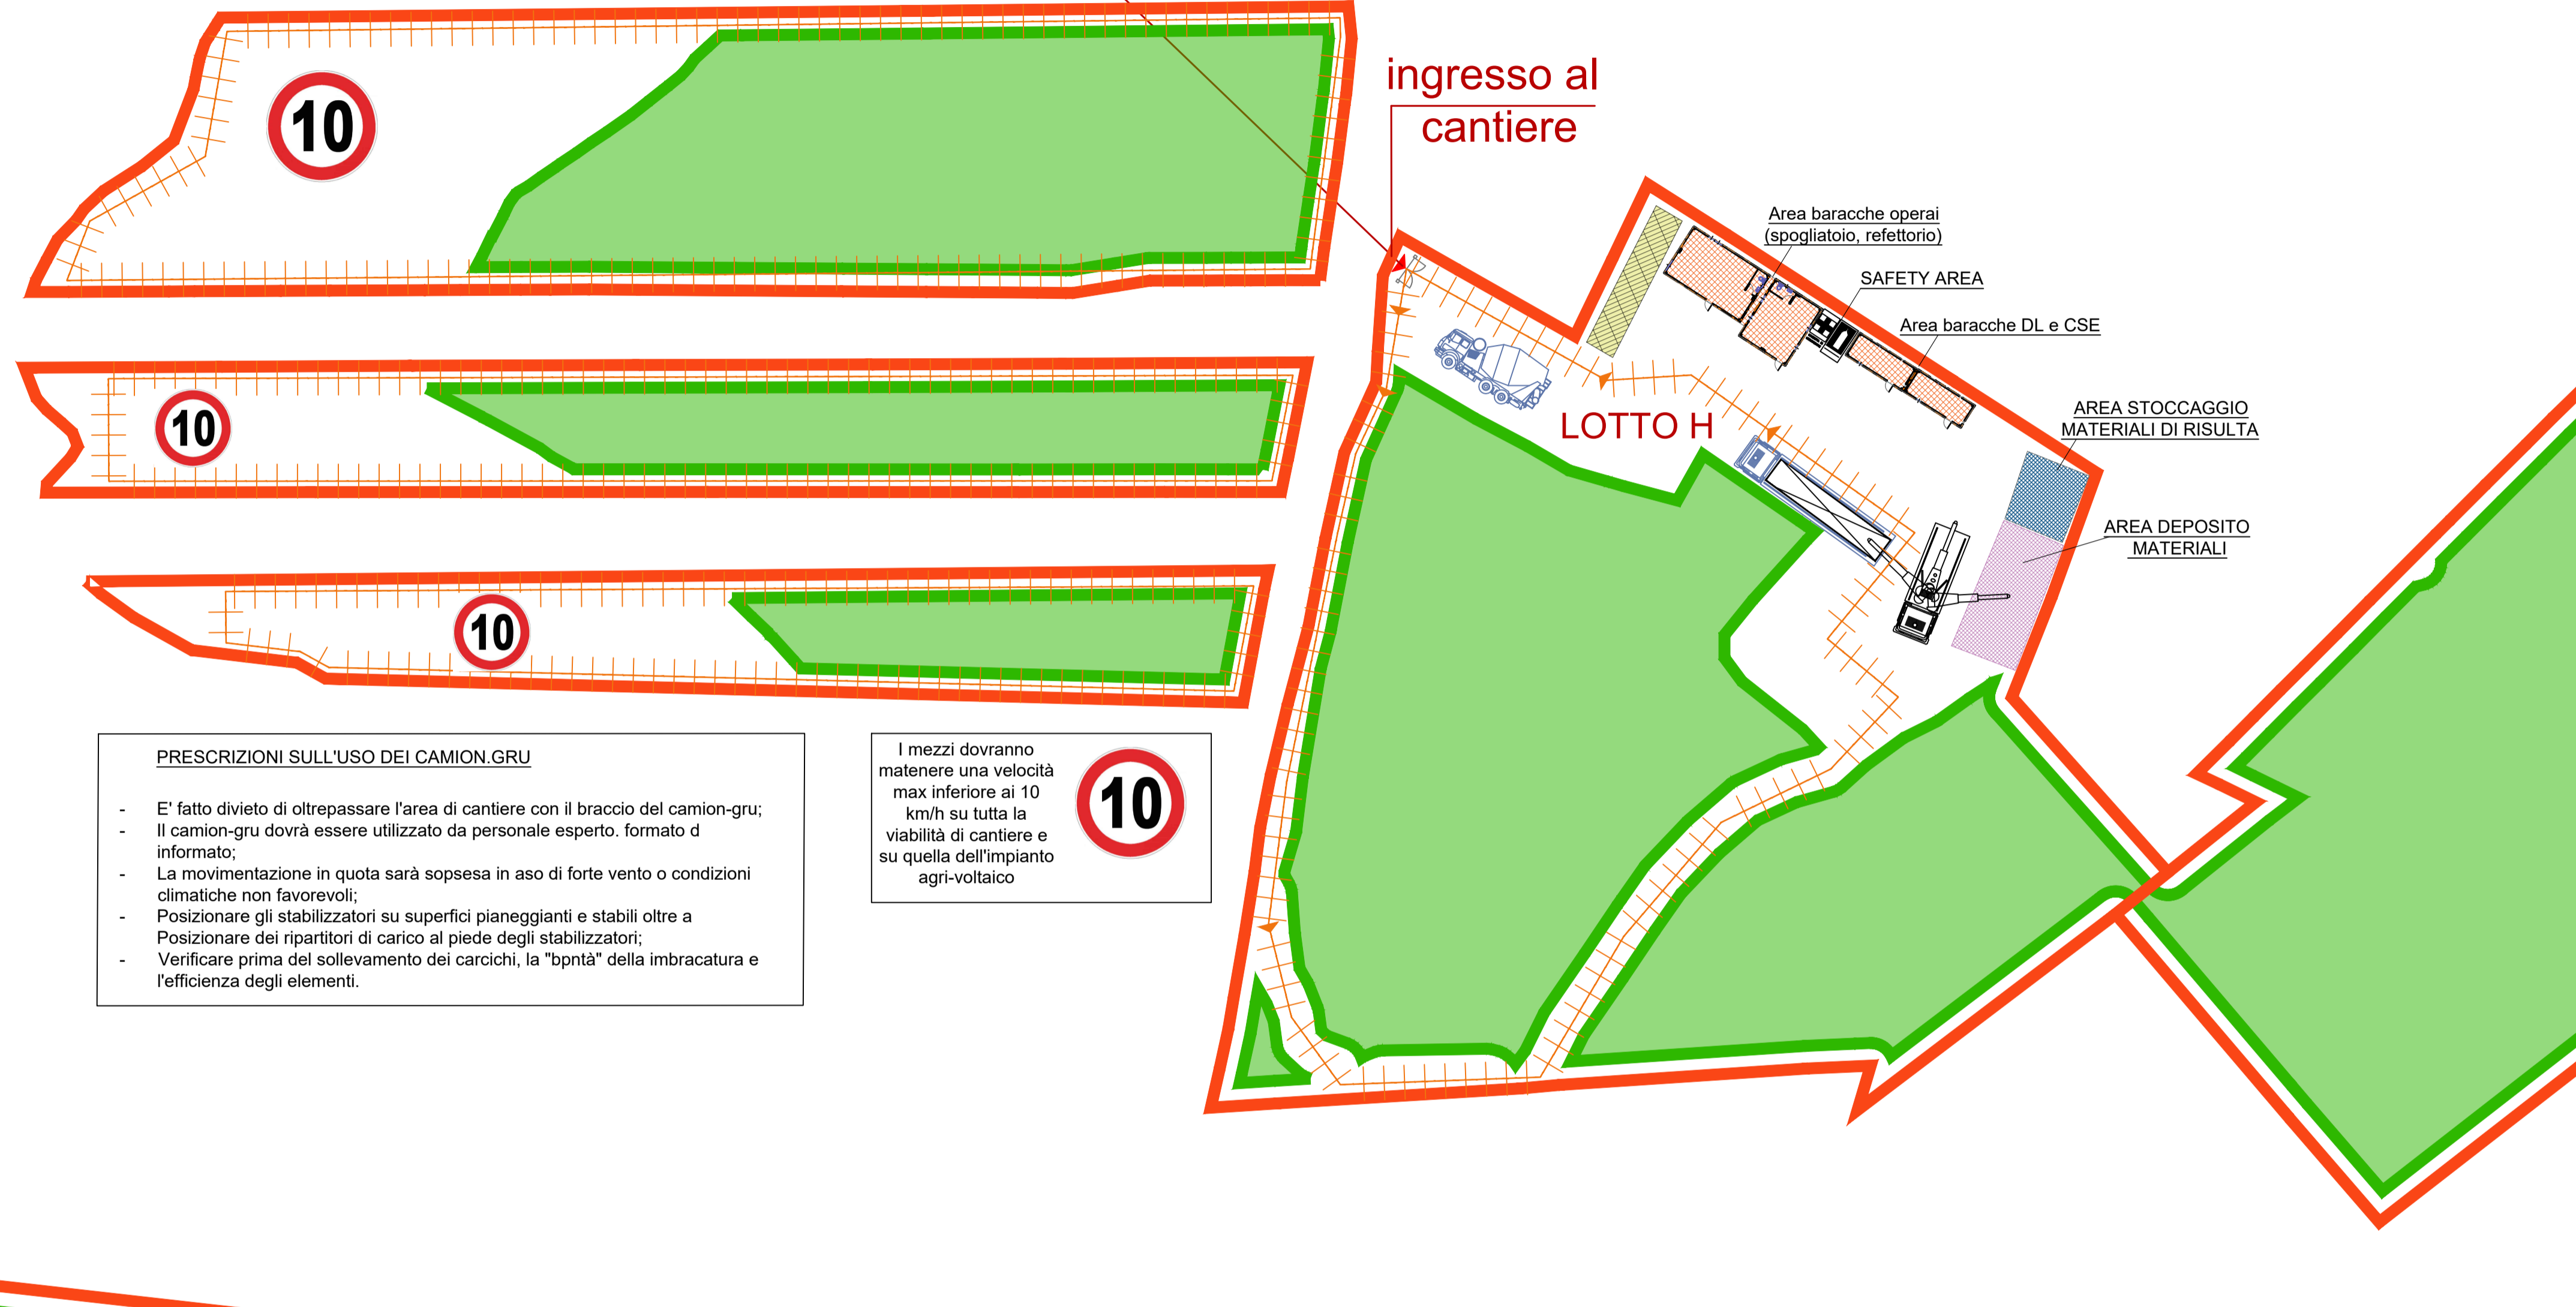 10
ingresso al
cantiere
Area baracche operai
(spogliatoio, refettorio)
SAFETY AREA
Area baracche DL e CSE
10
LOTTO H
AREA STOCCAGGIO
MATERIALI DI RISULTA
AREA DEPOSITO
MATERIALI
10
PRESCRIZIONI SULL'USO DEI CAMION.GRU
- E' fatto divieto di oltrepassare l'area di cantiere con il braccio del camion-gru;
- Il camion-gru dovrà essere utilizzato da personale esperto. formato d
informato;
- La movimentazione in quota sarà sopsesa in aso di forte vento o condizioni
climatiche non favorevoli;
- Posizionare gli stabilizzatori su superfici pianeggianti e stabili oltre a
Posizionare dei ripartitori di carico al piede degli stabilizzatori;
- Verificare prima del sollevamento dei carcichi, la "bpntà" della imbracatura e
l'efficienza degli elementi.
I mezzi dovranno
matenere una velocità
max inferiore ai 10
km/h su tutta la
viabilità di cantiere e
su quella dell'impianto
agri-voltaico
10